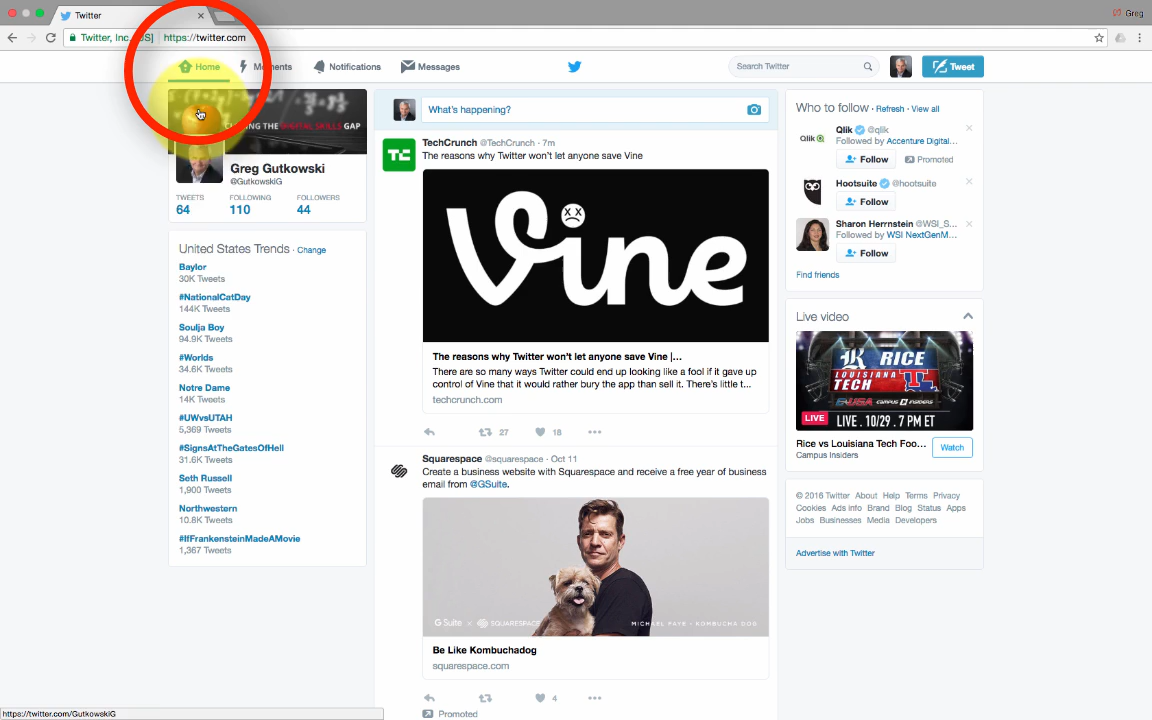 Twitter
Greg
Twitter, Inc. [US] https://twitter.com
Home
Moments
Notifications
Messages
Search Twitter
Tweet
CLOSING THE DIGITAL SKILLS GAP
Greg Gutkowski
@GutkowskiG
TWEETS FOLLOWING FOLLOWERS
64 110 44
United States Trends · Change
Baylor
30K Tweets
#NationalCatDay
144K Tweets
Soulja Boy
94.9K Tweets
#Worlds
34.6K Tweets
Notre Dame
14K Tweets
#UWvsUTAH
5,369 Tweets
#SignsAtTheGatesOfHell
31.6K Tweets
Seth Russell
1,900 Tweets
Northwestern
10.8K Tweets
#IfFrankensteinMadeAMovie
1,367 Tweets
What's happening?
TechCrunch @TechCrunch · 7m
The reasons why Twitter won't let anyone save Vine
TC
Vine
The reasons why Twitter won't let anyone save Vine |...
There are so many ways Twitter could end up looking like a fool if it gave up
control of Vine that it would rather bury the app than sell it. There's little t...
techcrunch.com
27 18
Squarespace @squarespace · Oct 11
Create a business website with Squarespace and receive a free year of business
email from @GSuite.
G Suite × SQUARESPACE
MICHAEL FAYE - KOMBUCHA DOG
Be Like Kombuchadog
squarespace.com
4
Promoted
Who to follow · Refresh · View all
Qlik
Qlik @qlik
Followed by Accenture Digital...
Follow Promoted
Hootsuite @hootsuite
Follow
Sharon Herrnstein @WSI_S...
Followed by WSI NextGenM...
Follow
Find friends
Live video
R RICE
LOUISIANA
TECH
C-USA CAMPUS INSIDERS
LIVE LIVE . 10/29 . 7 PM ET
Rice vs Louisiana Tech Foo...
Campus Insiders
Watch
© 2016 Twitter About Help Terms Privacy
Cookies Ads info Brand Blog Status Apps
Jobs Businesses Media Developers
Advertise with Twitter
https://twitter.com/GutkowskiG